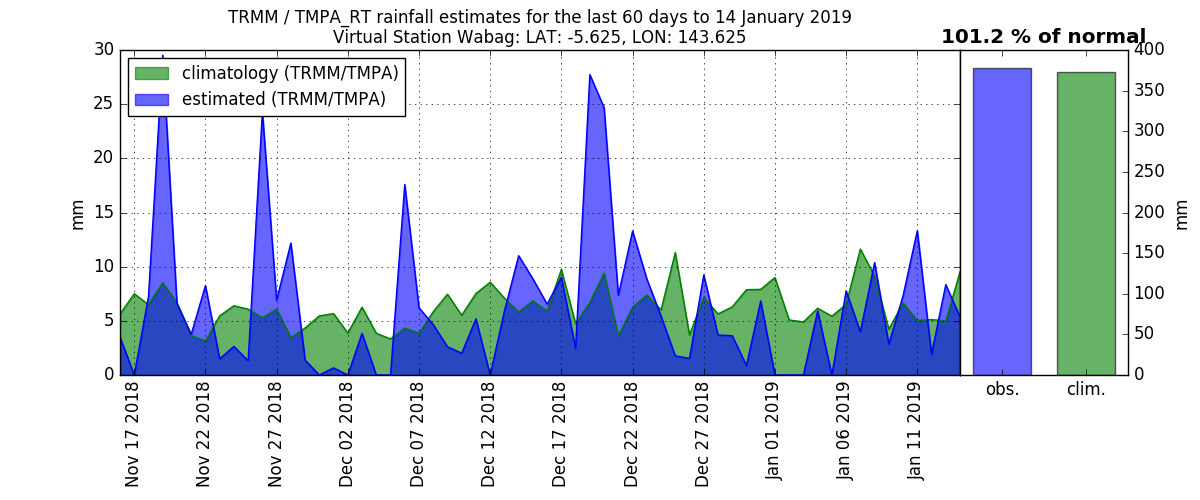 TRMM / TMPA_RT rainfall estimates for the last 60 days to 14 January 2019
Virtual Station Wabag: LAT: -5.625, LON: 143.625
101.2 % of normal
climatology (TRMM/TMPA)
estimated (TRMM/TMPA)
30
25
20
15
10
5
0
mm
400
350
300
250
200
150
100
50
0
mm
Nov 17 2018
Nov 22 2018
Nov 27 2018
Dec 02 2018
Dec 07 2018
Dec 12 2018
Dec 17 2018
Dec 22 2018
Dec 27 2018
Jan 01 2019
Jan 06 2019
Jan 11 2019
obs.
clim.